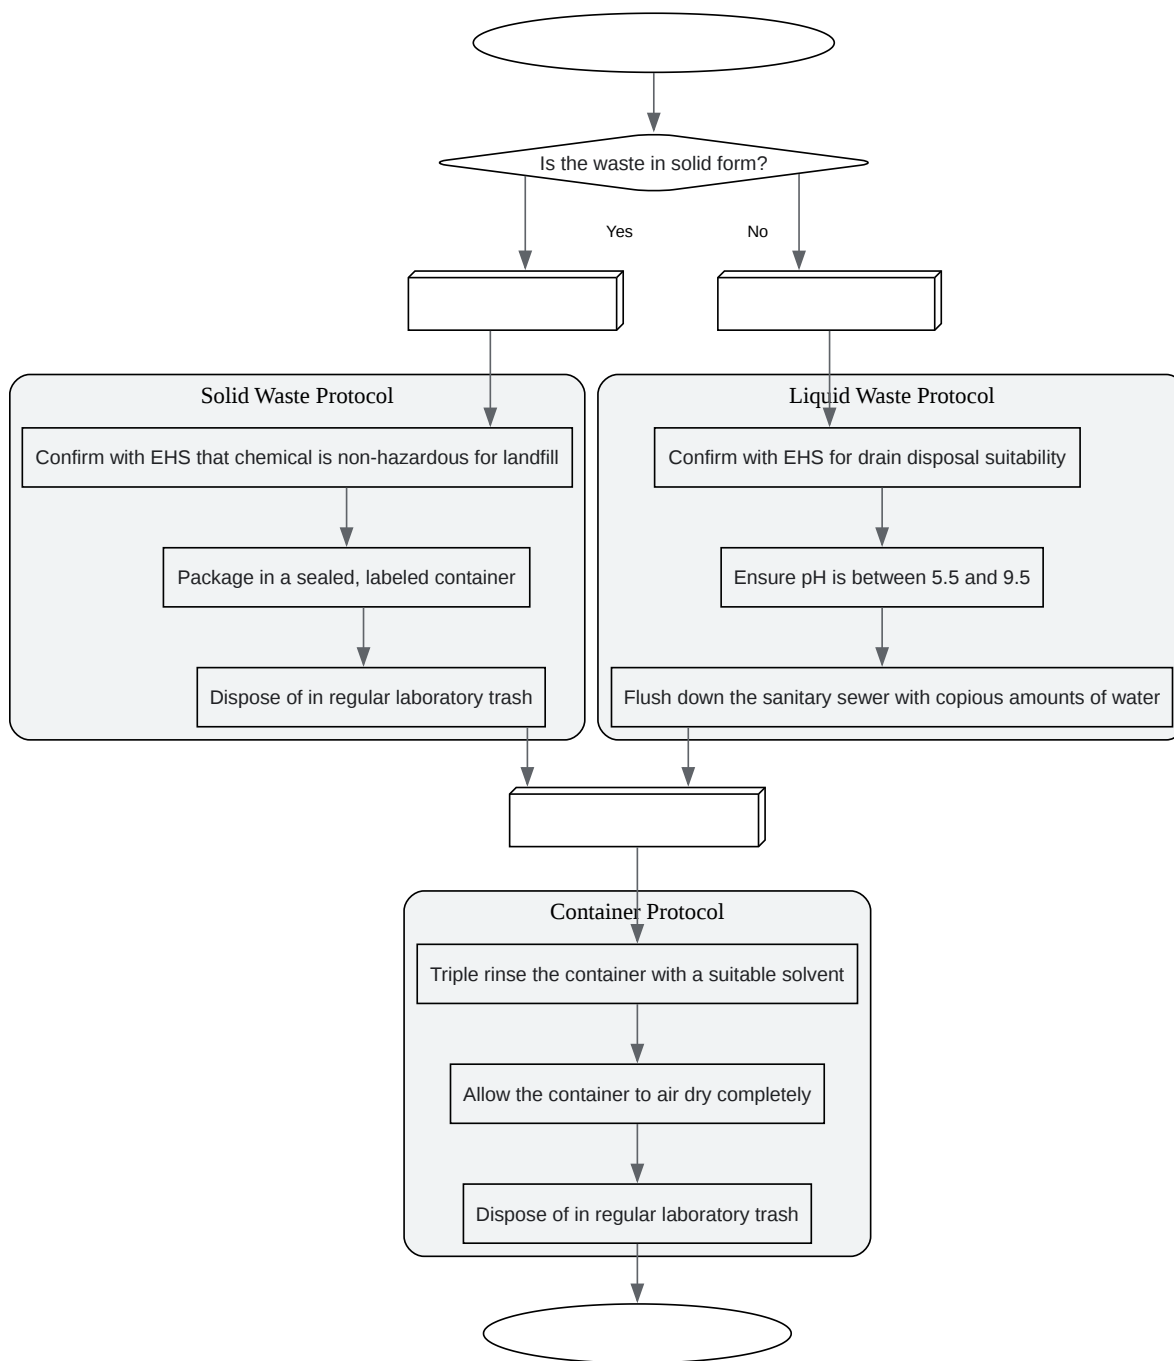 Is the waste in solid form?
Yes
No
Solid Waste Protocol
Confirm with EHS that chemical is non-hazardous for landfill
Package in a sealed, labeled container
Dispose of in regular laboratory trash
Liquid Waste Protocol
Confirm with EHS for drain disposal suitability
Ensure pH is between 5.5 and 9.5
Flush down the sanitary sewer with copious amounts of water
Container Protocol
Triple rinse the container with a suitable solvent
Allow the container to air dry completely
Dispose of in regular laboratory trash